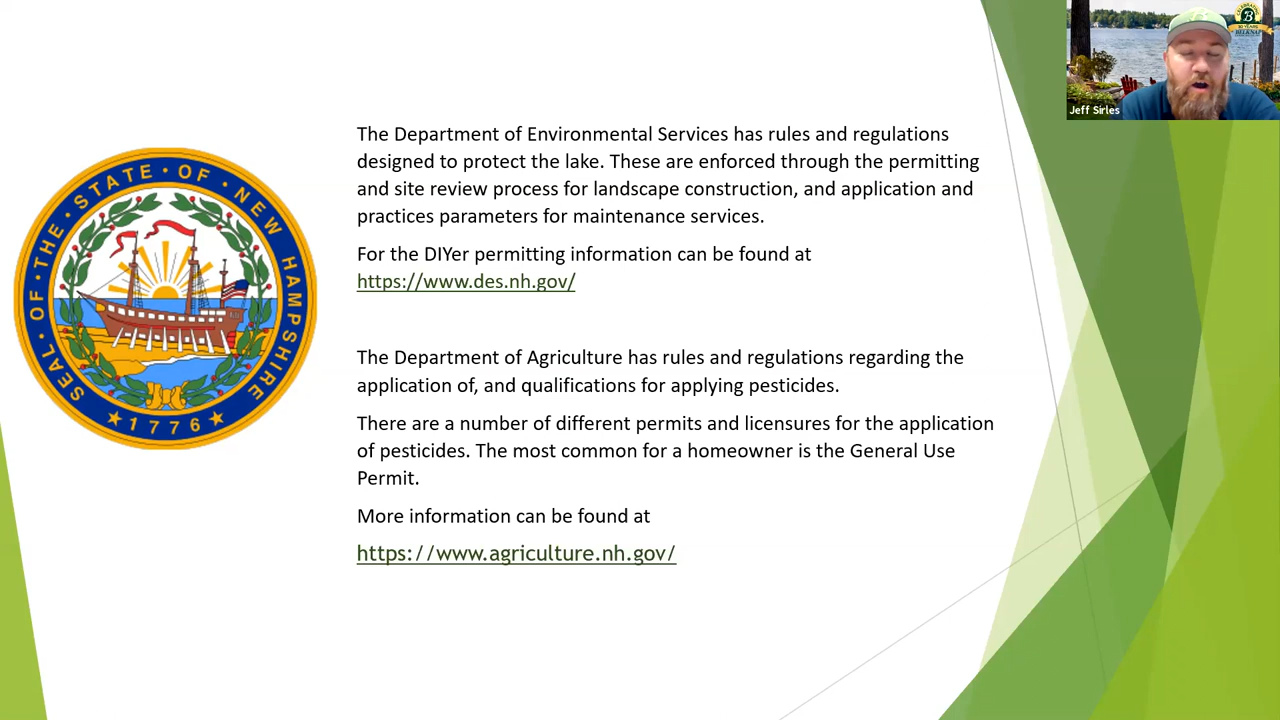 CELEBRATING
B
YEARS
BELKNAP
Jeff Sirles
The Department of Environmental Services has rules and regulations
designed to protect the lake. These are enforced through the permitting
and site review process for landscape construction, and application and
practices parameters for maintenance services.
For the DIYer permitting information can be found at
https://www.des.nh.gov/
SEAL · OF · THE · STATE · OF · NEW HAMPSHIRE
1776
The Department of Agriculture has rules and regulations regarding the
application of, and qualifications for applying pesticides.
There are a number of different permits and licensures for the application
of pesticides. The most common for a homeowner is the General Use
Permit.
More information can be found at
https://www.agriculture.nh.gov/